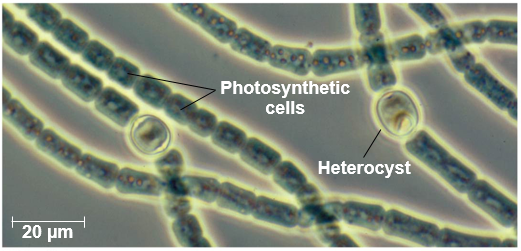 Photosynthetic
cells
Heterocyst
20 µm